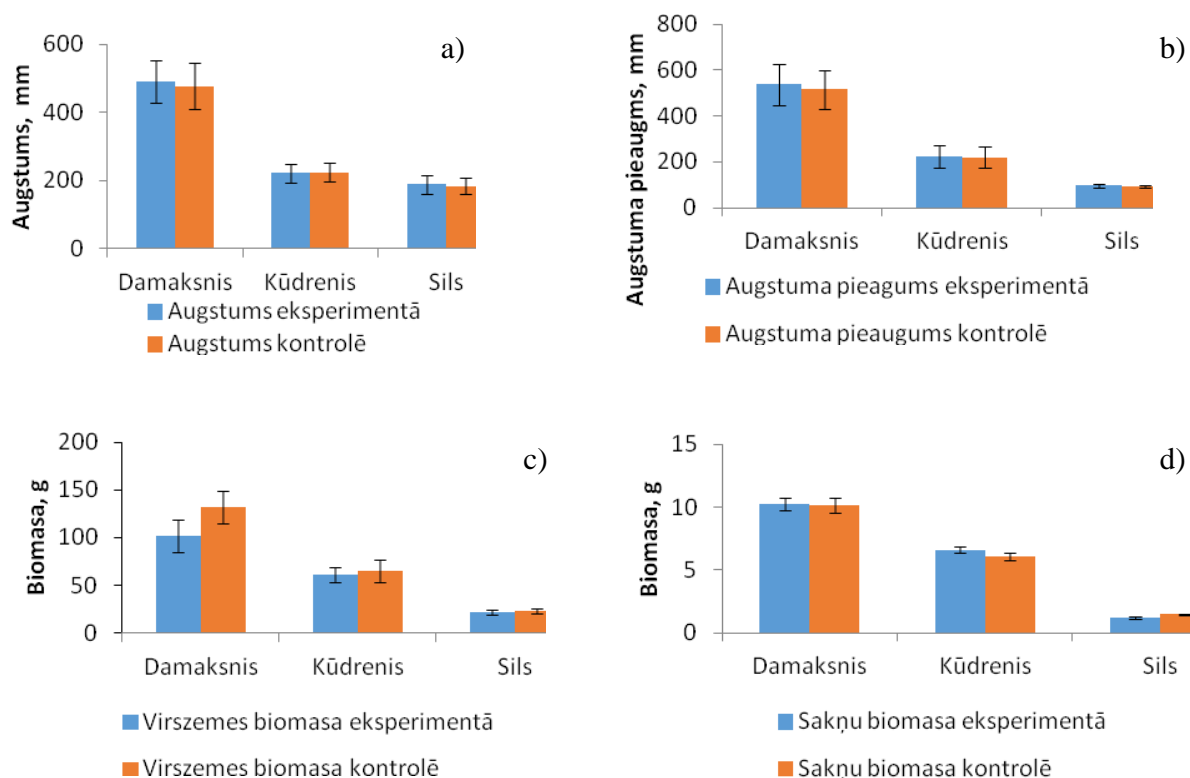 a)
Augstums, mm
600
400
200
0
Damaksnis Kūdrenis Sils
Augstums eksperimentā
Augstums kontrolē
b)
Augstuma pieaugms, mm
800
600
400
200
0
Damaksnis Kūdrenis Sils
Augstuma pieagums eksperimentā
Augstuma pieaugums kontrolē
c)
Biomasa, g
200
150
100
50
0
Damaksnis Kūdrenis Sils
Virszemes biomasa eksperimentā
Virszemes biomasa kontrolē
d)
Biomasa, g
15
10
5
0
Damaksnis Kūdrenis Sils
Sakņu biomasa eksperimentā
Sakņu biomasa kontrolē